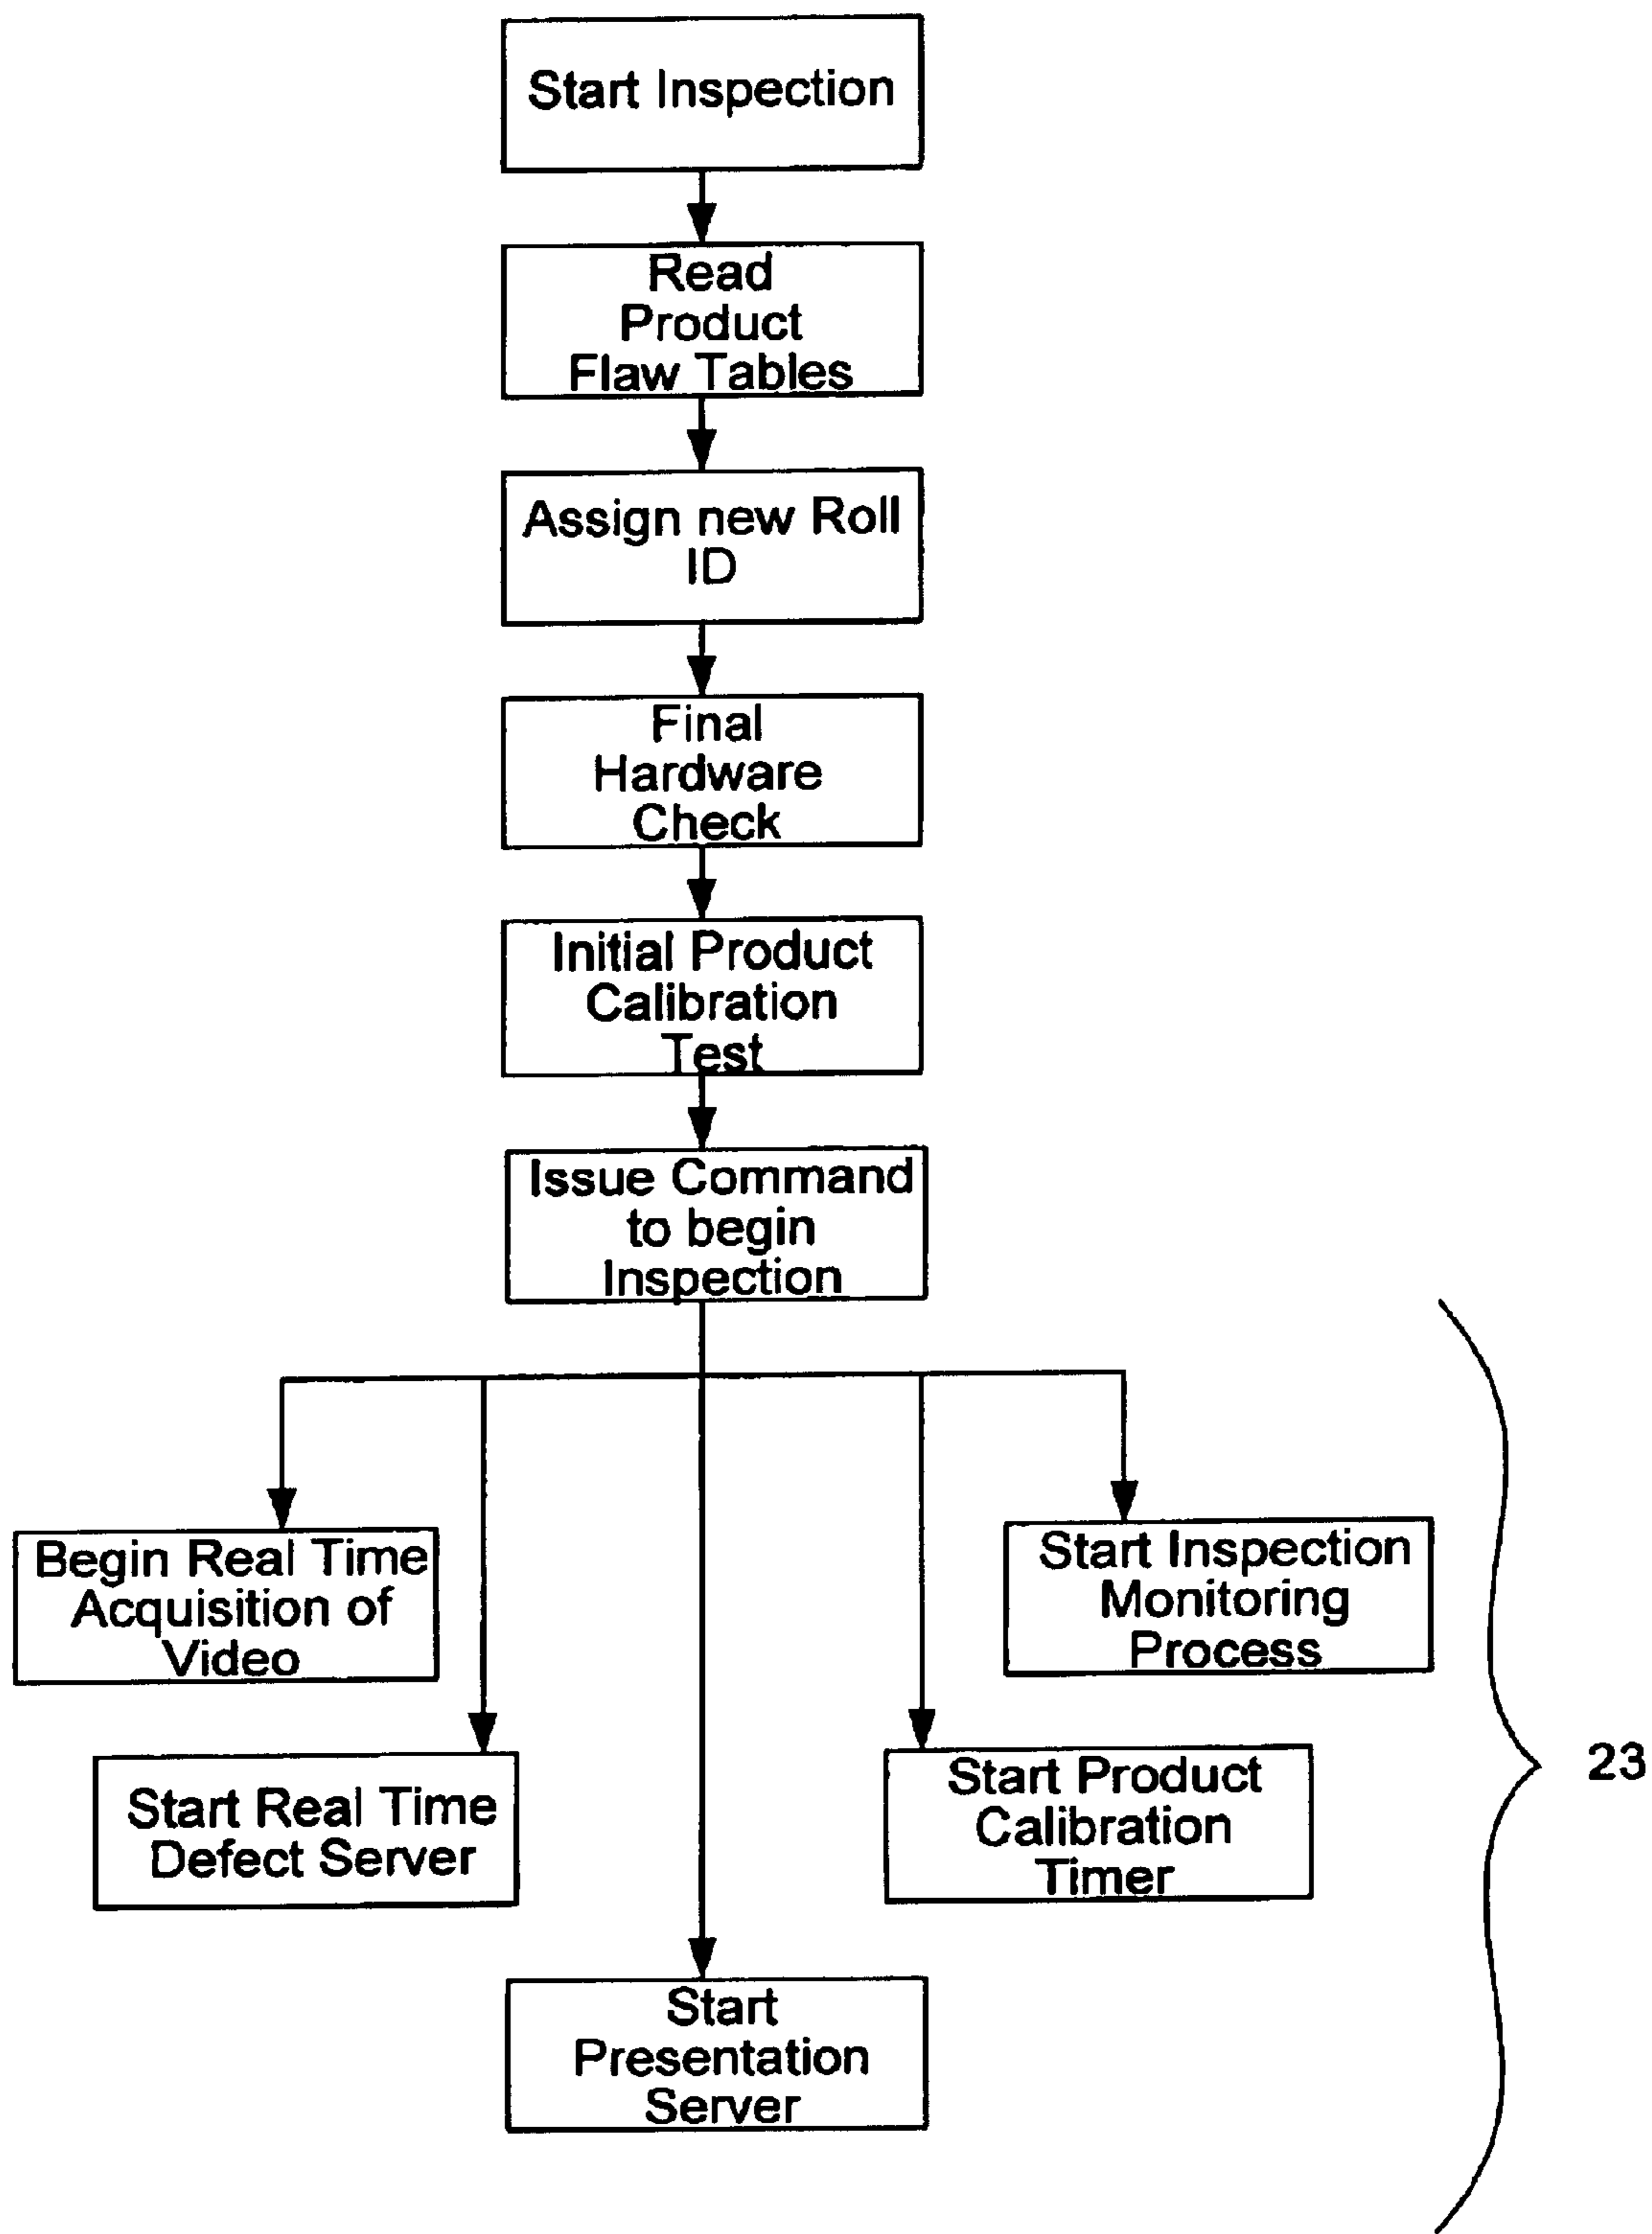 Start Inspection
Read
Product
Flaw Tables
Assign new Roll
ID
Final
Hardware
Check
Initial Product
Calibration
Test
Issue Command
to begin
Inspection
Begin Real Time
Acquisition of
Video
Start Inspection
Monitoring
Process
Start Real Time
Defect Server
Start Product
Calibration
Timer
23
Start
Presentation
Server